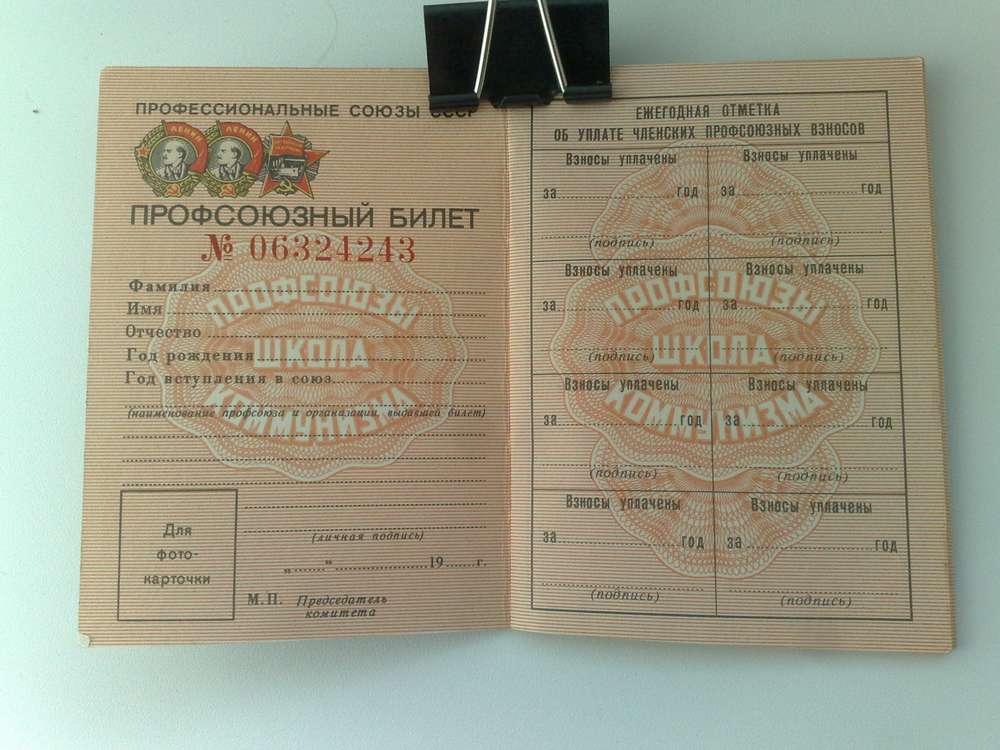 ПРОФЕССИОНАЛЬНЫЕ СОЮЗЫ СССР
ЛЕНИН ЛЕНИН
ПРОФСОЮЗНЫЙ БИЛЕТ
№ 06324243
Фамилия
Имя
Отчество
Год рождения
Год вступления в союз
(наименование профсоюза и организации, выдавшей билет)
ПРОФСОЮЗЫ
ШКОЛА
КОММУНИЗМА
Для
фото-
карточки
(личная подпись)
„......“ 19......г.
М.П. Председатель
комитета
ЕЖЕГОДНАЯ ОТМЕТКА
ОБ УПЛАТЕ ЧЛЕНСКИХ ПРОФСОЮЗНЫХ ВЗНОСОВ
Взносы уплачены Взносы уплачены
за год за год
(подпись) (подпись)
Взносы уплачены Взносы уплачены
за год за год
(подпись) (подпись)
Взносы уплачены Взносы уплачены
за год за год
(подпись) (подпись)
Взносы уплачены Взносы уплачены
за год за год
(подпись) (подпись)
ПРОФСОЮЗЫ
ШКОЛА
КОММУНИЗМА